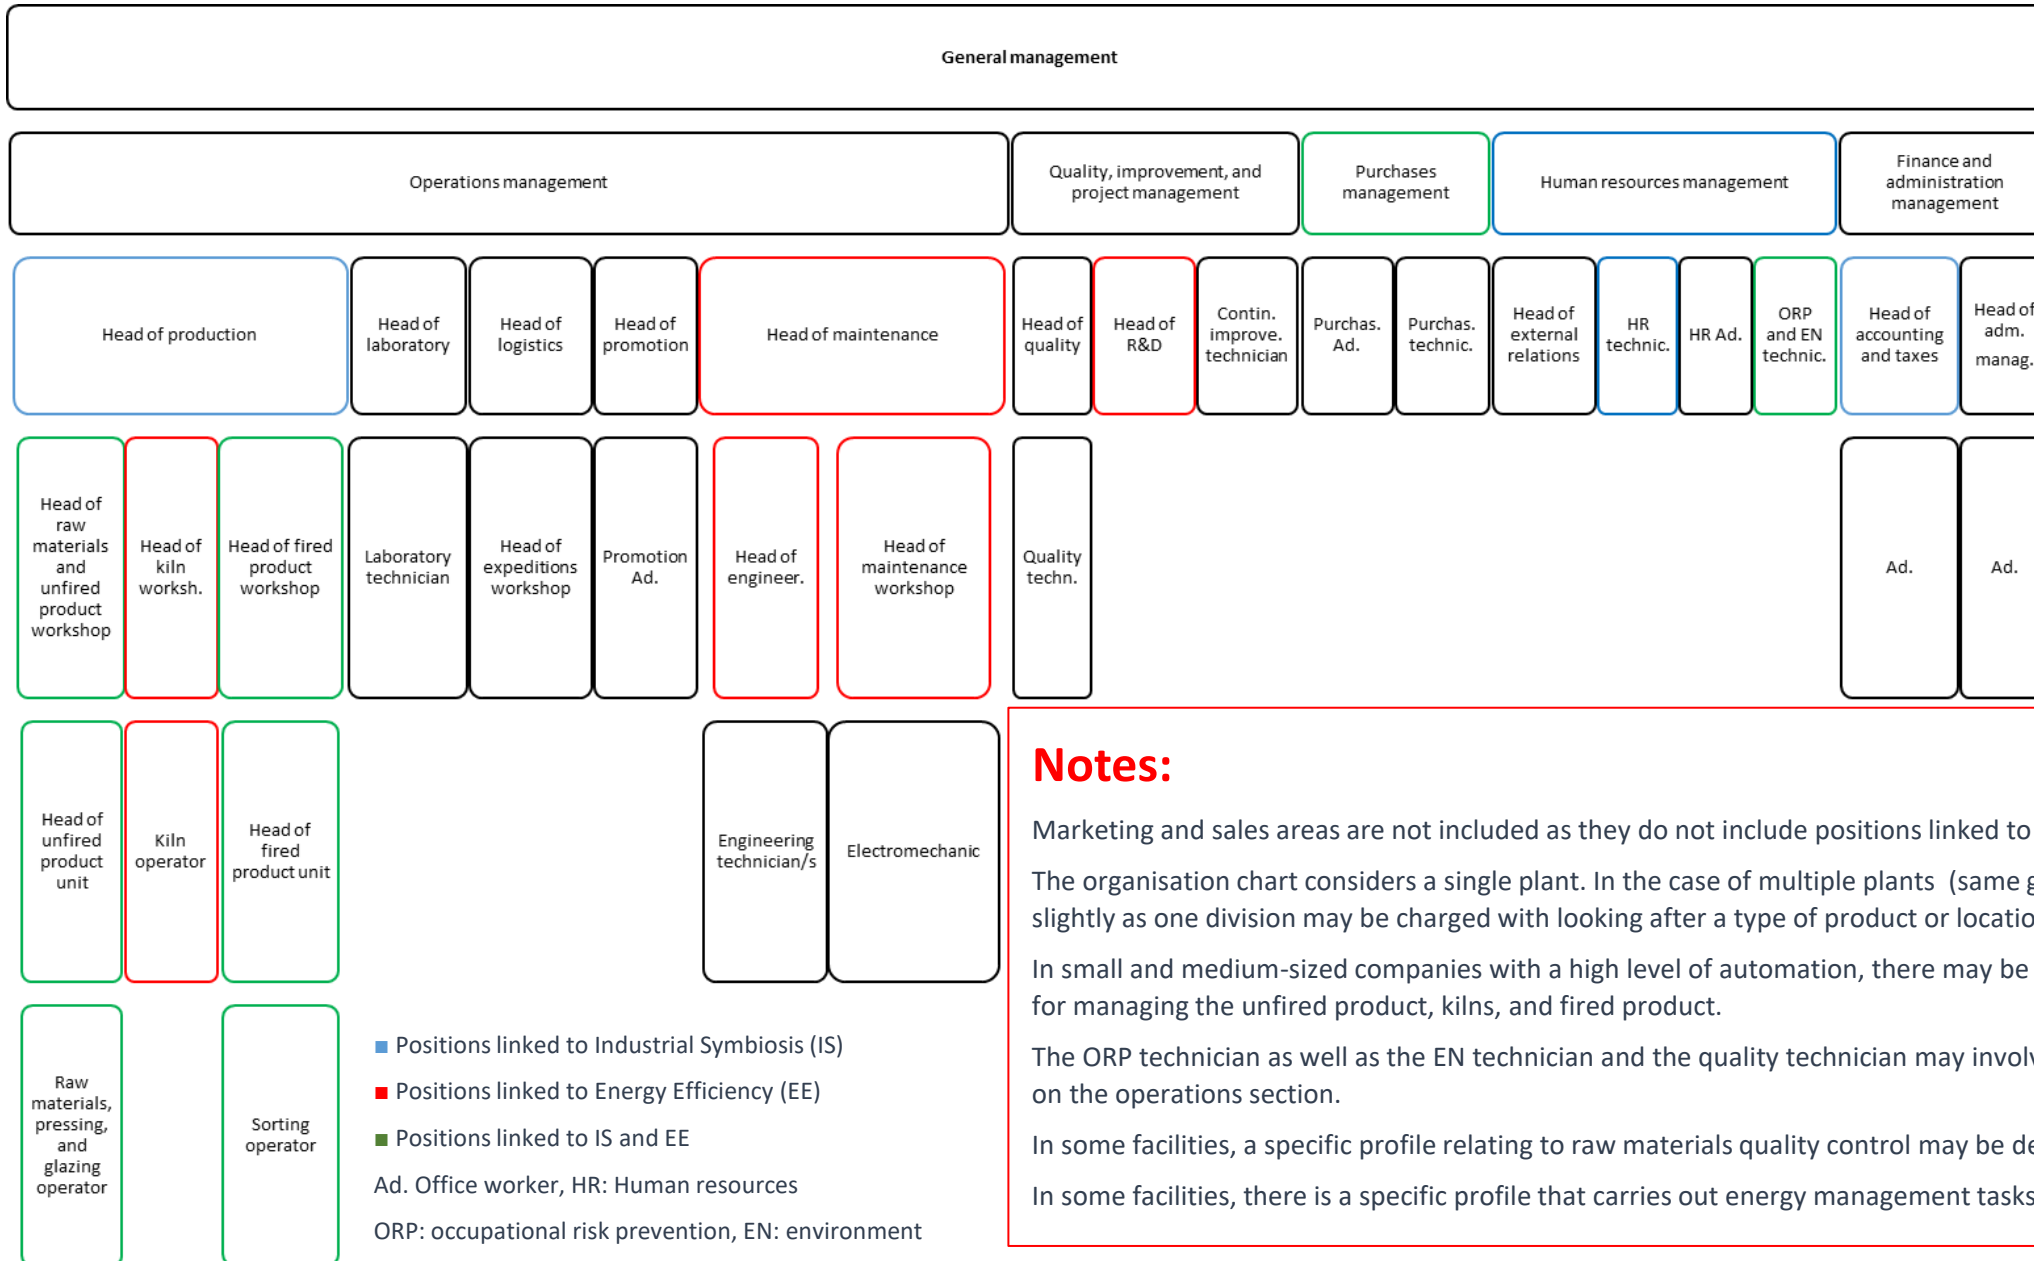 General management
Operations management
Quality, improvement, and
project management
Purchases
management
Human resources management
Finance and
administration
management
Head of production
Head of
laboratory
Head of
logistics
Head of
promotion
Head of maintenance
Head of
quality
Head of
R&D
Contin.
improve.
technician
Purchas.
Ad.
Purchas.
technic.
Head of
external
relations
HR
technic.
HR Ad.
ORP
and EN
technic.
Head of
accounting
and taxes
Head of
adm.
manag.
Head of
raw
materials
and
unfired
product
workshop
Head of
kiln
worksh.
Head of fired
product
workshop
Laboratory
technician
Head of
expeditions
workshop
Promotion
Ad.
Head of
engineer.
Head of
maintenance
workshop
Quality
techn.
Ad.
Ad.
Head of
unfired
product
unit
Kiln
operator
Head of
fired
product unit
Engineering
technician/s
Electromechanic
Raw
materials,
pressing,
and
glazing
operator
Sorting
operator
Positions linked to Industrial Symbiosis (IS)
Positions linked to Energy Efficiency (EE)
Positions linked to IS and EE
Ad. Office worker, HR: Human resources
ORP: occupational risk prevention, EN: environment
Notes:
Marketing and sales areas are not included as they do not include positions linked to
The organisation chart considers a single plant. In the case of multiple plants (same
slightly as one division may be charged with looking after a type of product or
In small and medium-sized companies with a high level of automation, there may be
for managing the unfired product, kilns, and fired product.
The ORP technician as well as the EN technician and the quality technician may
on the operations section.
In some facilities, a specific profile relating to raw materials quality control may be
In some facilities, there is a specific profile that carries out energy management tasks